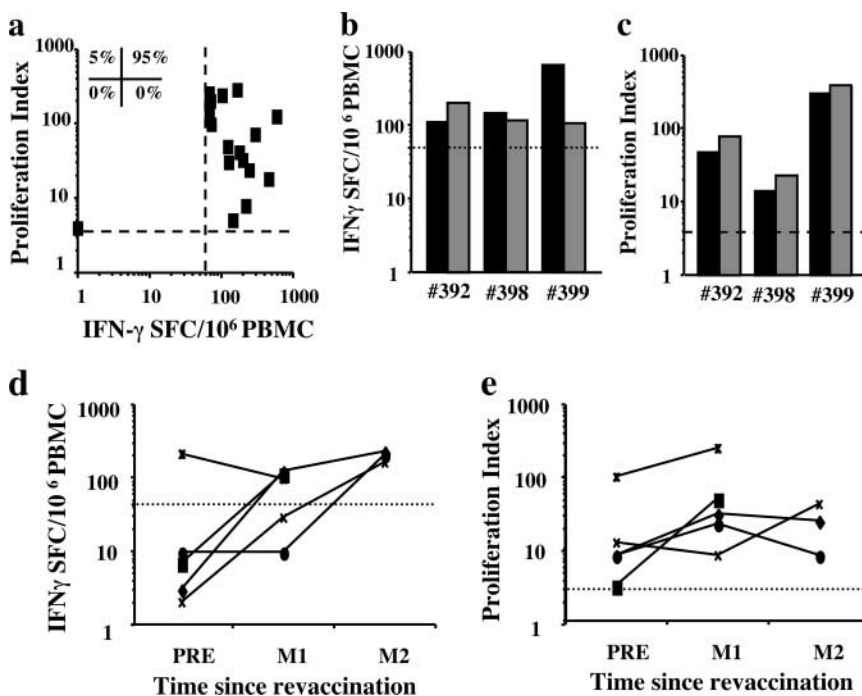 a
Proliferation Index
1000
100
10
1
5% 95%
0% 0%
1 10 100 1000
IFN-γ SFC/10⁶ PBMC
b
IFNγ SFC/10 ⁶ PBMC
1000
100
10
1
#392 #398 #399
c
Proliferation Index
1000
100
10
1
#392 #398 #399
d
IFNγ SFC/10 ⁶ PBMC
1000
100
10
1
PRE M1 M2
Time since revaccination
e
Proliferation Index
1000
100
10
1
PRE M1 M2
Time since revaccination